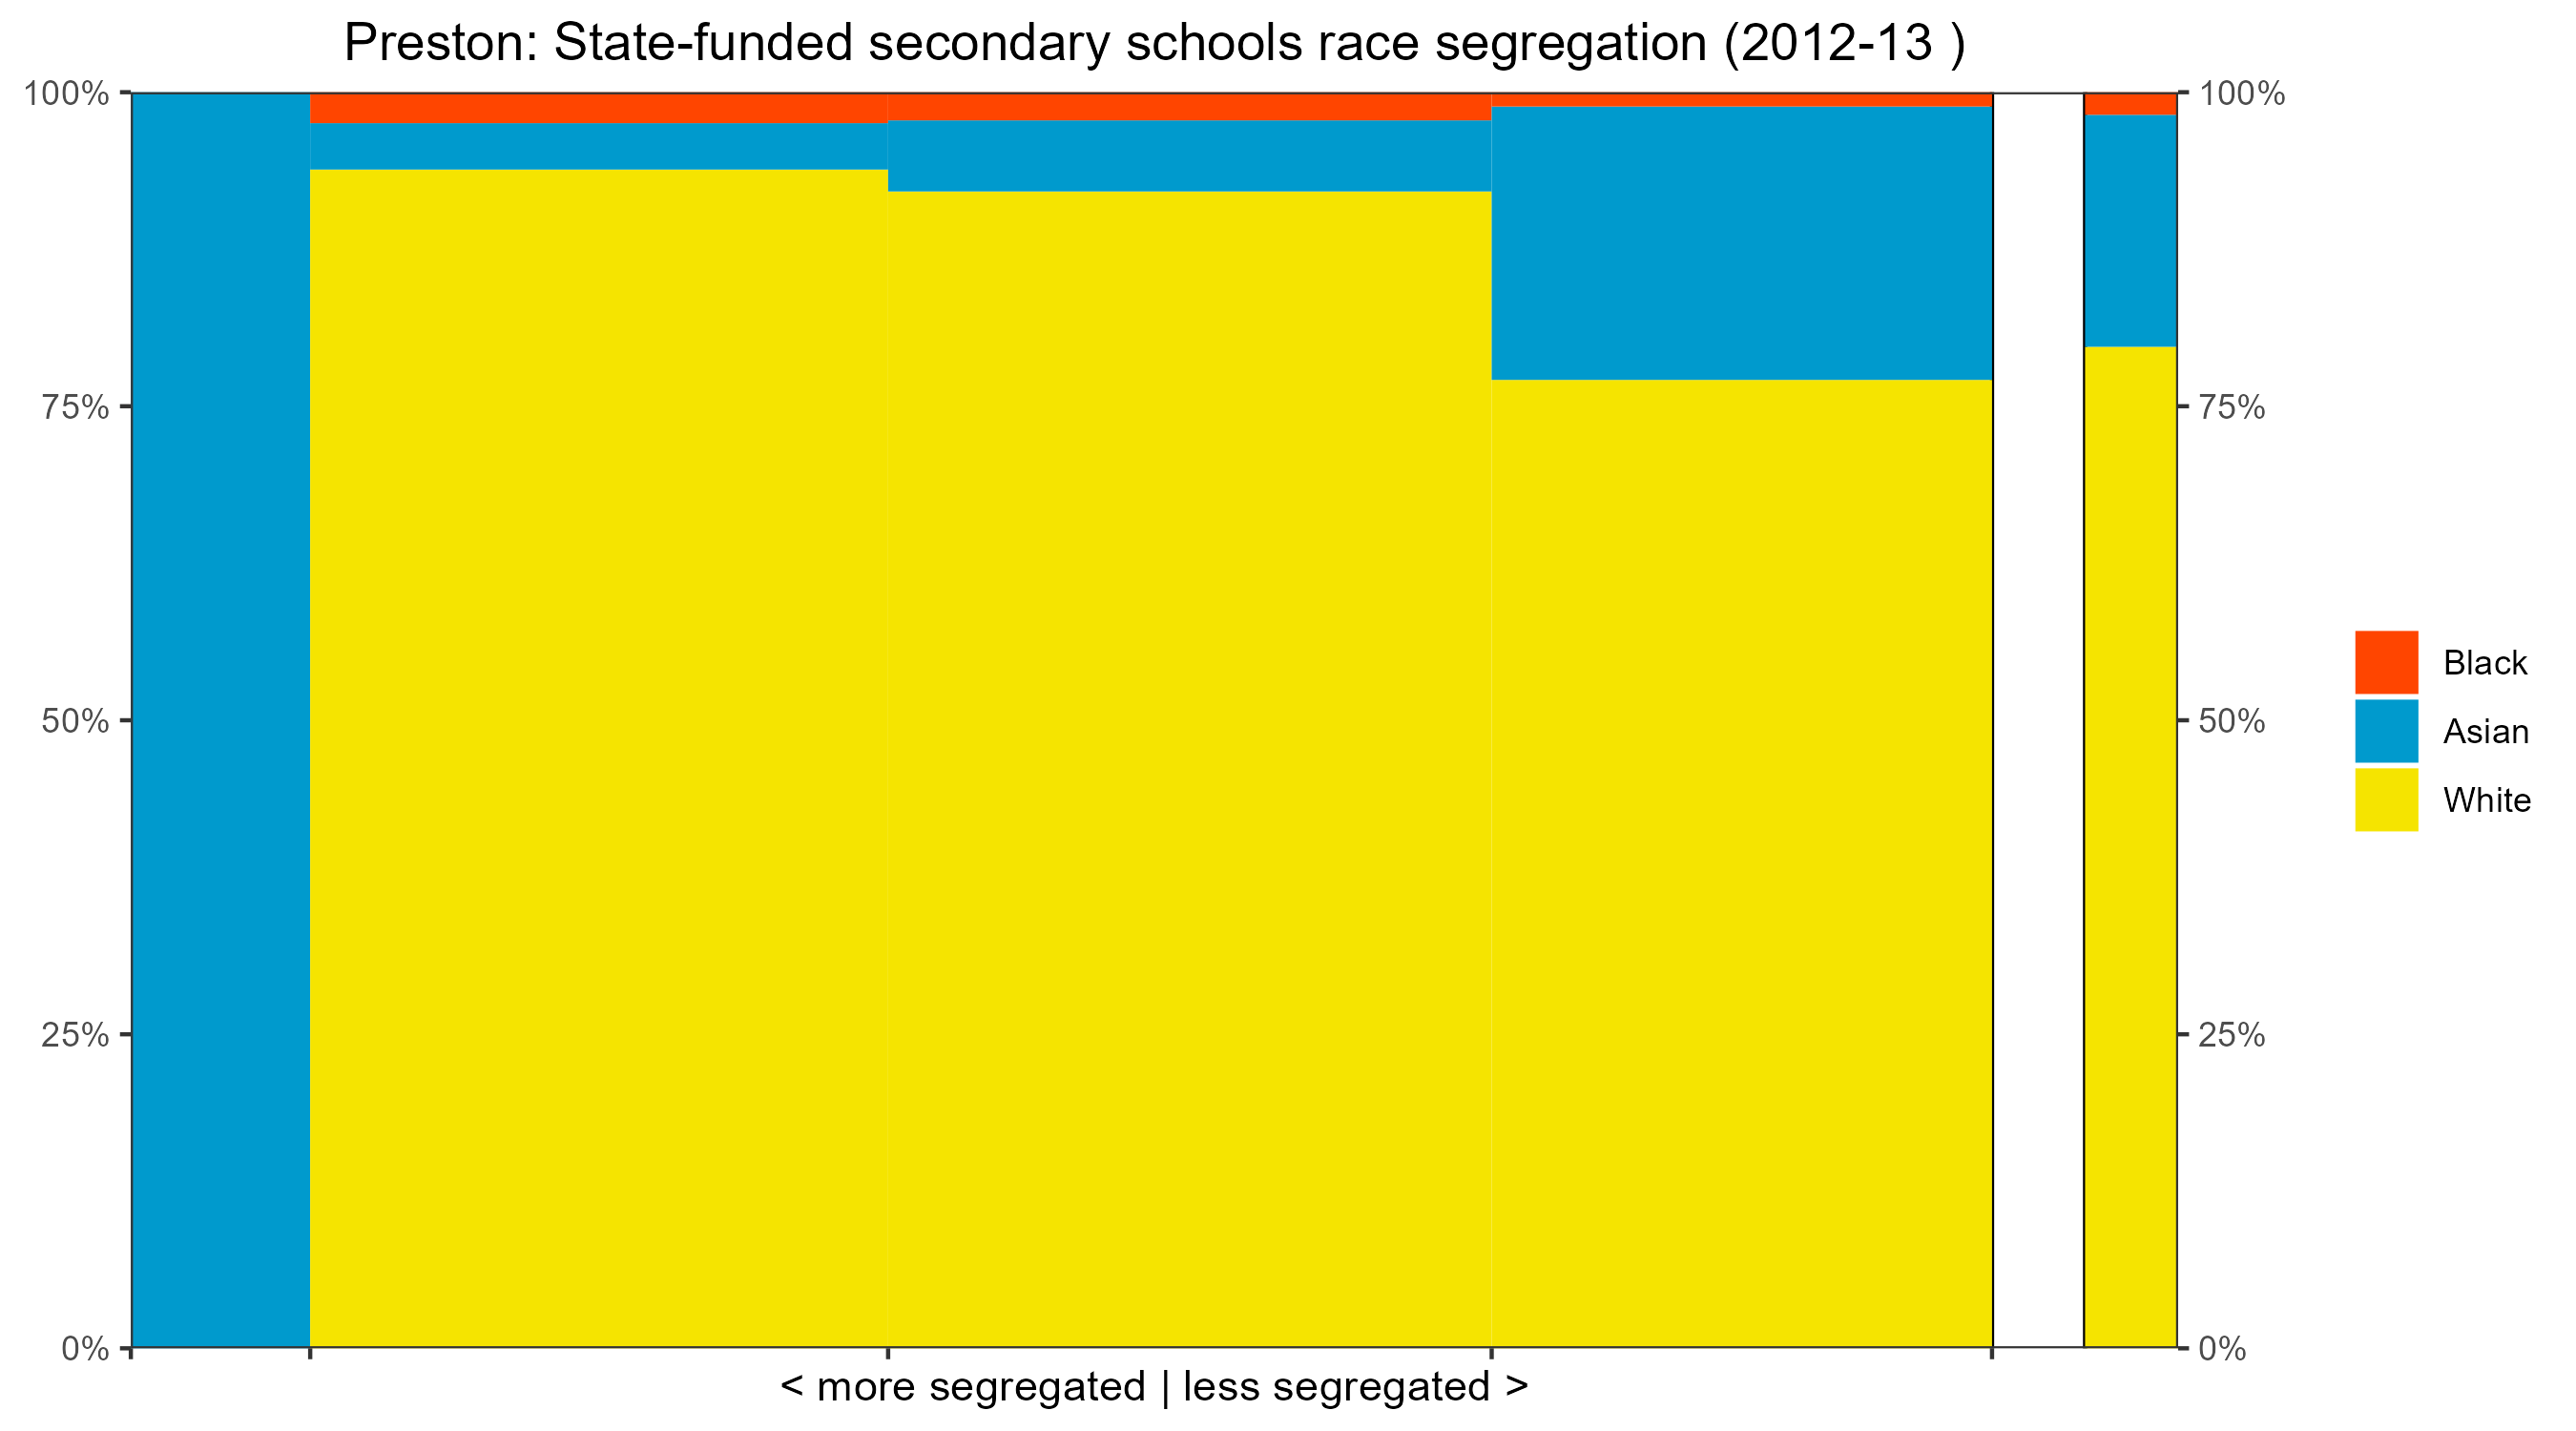 Preston: State-funded secondary schools race segregation (2012-13 )
100%
75%
50%
25%
0%
100%
75%
50%
25%
0%
Black
Asian
White
< more segregated | less segregated >